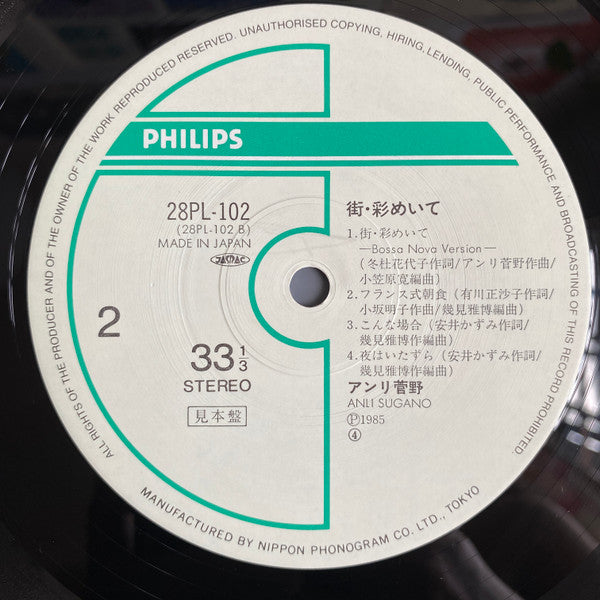 ALL RIGHTS OF THE PRODUCER AND OF THE OWNER OF THE WORK REPRODUCED RESERVED. UNAUTHORISED COPYING, HIRING, LENDING, PUBLIC PERFORMANCE AND BROADCASTING OF THIS RECORD PROHIBITED.
PHILIPS
28PL-102
(28PL-102 B)
MADE IN JAPAN
JASRAC
2
33 1/3
STEREO
見本盤
街・彩めいて
1.街・彩めいて
―Bossa Nova Version―
(冬杜花代子作詞/アンリ菅野作曲/
小笠原寛編曲)
2.フランス式朝食(有川正沙子作詞/
小坂明子作曲/幾見雅博編曲)
3.こんな場合(安井かずみ作詞/
幾見雅博作編曲)
4.夜はいたずら(安井かずみ作詞/
幾見雅博作編曲)
アンリ菅野
ANLI SUGANO
Ⓟ1985
④
MANUFACTURED BY NIPPON PHONOGRAM CO. LTD., TOKYO